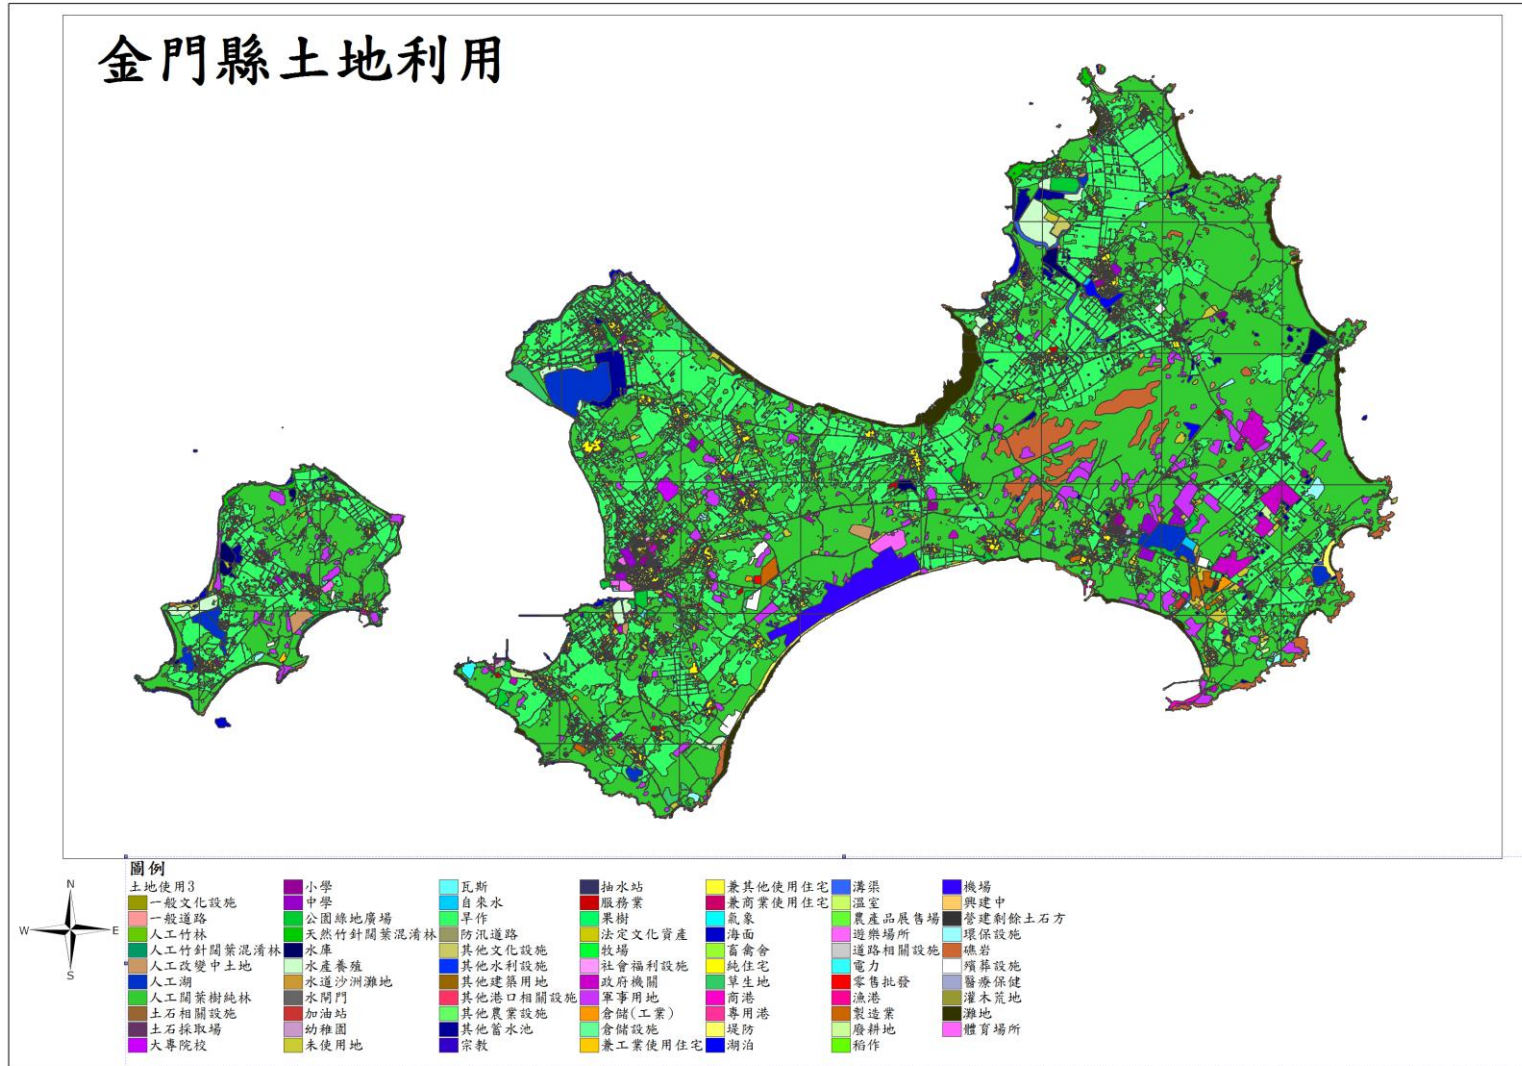 金門縣土地利用
圖例
土地使用3
一般文化設施
一般道路
人工竹林
人工竹針闊葉混淆林
人工改變中土地
人工湖
人工闊葉樹純林
土石相關設施
土石採取場
大專院校
小學
中學
公園綠地廣場
天然竹針闊葉混淆林
水庫
水產養殖
水道沙洲灘地
水閘門
加油站
幼稚園
未使用地
瓦斯
自來水
旱作
防汛道路
其他文化設施
其他水利設施
其他建築用地
其他港口相關設施
其他農業設施
其他蓄水池
宗教
抽水站
服務業
果樹
法定文化資產
牧場
社會福利設施
政府機關
軍事用地
倉儲(工業)
倉儲設施
兼工業使用住宅
兼其他使用住宅
兼商業使用住宅
氣象
海面
畜禽舍
純住宅
草生地
商港
專用港
堤防
湖泊
溝渠
溫室
農產品展售場
遊樂場所
道路相關設施
電力
零售批發
漁港
製造業
廢耕地
稻作
機場
興建中
營建剩餘土石方
環保設施
礁岩
殯葬設施
醫療保健
灌木荒地
灘地
體育場所
N
W
E
S